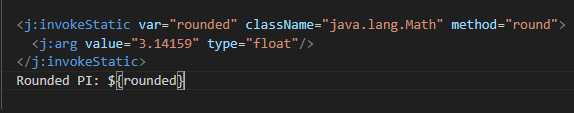 <j:invokeStatic var="rounded" className="java.lang.Math" method="round">
  <j:arg value="3.14159" type="float"/>
</j:invokeStatic>
Rounded PI: ${rounded}